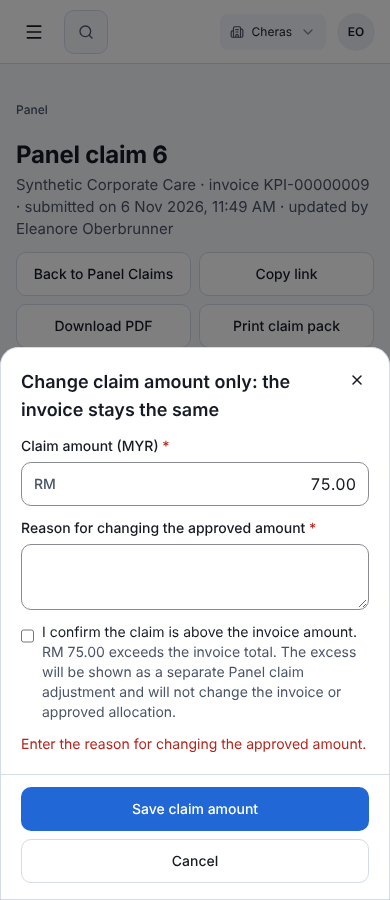 Cheras
EO
Panel
Panel claim 6
Synthetic Corporate Care · invoice KPI-00000009
· submitted on 6 Nov 2026, 11:49 AM · updated by
Eleanore Oberbrunner
Back to Panel Claims
Copy link
Download PDF
Print claim pack
Change claim amount only: the
invoice stays the same
Claim amount (MYR) *
RM
75.00
Reason for changing the approved amount *
I confirm the claim is above the invoice amount.
RM 75.00 exceeds the invoice total. The excess
will be shown as a separate Panel claim
adjustment and will not change the invoice or
approved allocation.
Enter the reason for changing the approved amount.
Save claim amount
Cancel